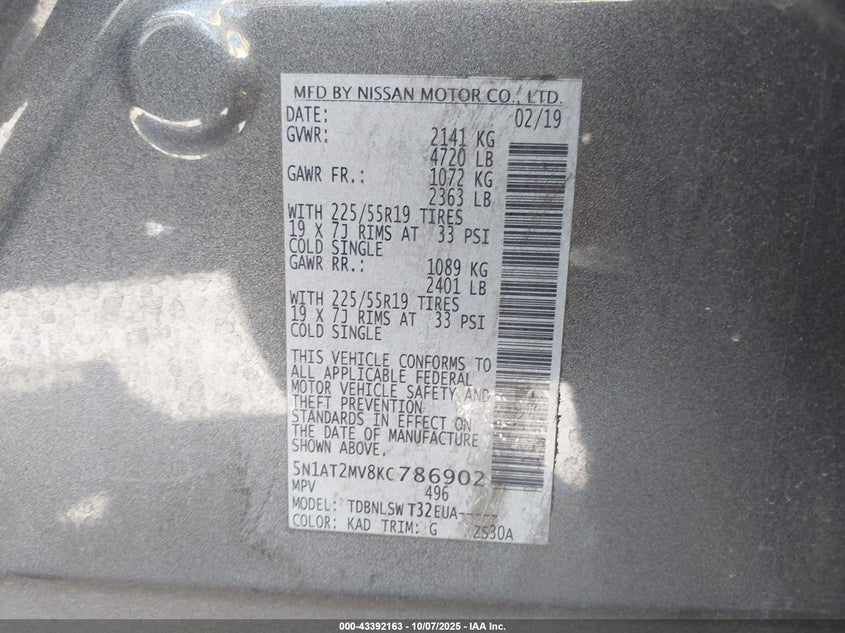 MFD BY NISSAN MOTOR CO., LTD.
DATE: 02/19
GVWR: 2141 KG
4720 LB
GAWR FR.: 1072 KG
2363 LB
WITH 225/55R19 TIRES
19 X 7J RIMS AT 33 PSI
COLD SINGLE
GAWR RR.: 1089 KG
2401 LB
WITH 225/55R19 TIRES
19 X 7J RIMS AT 33 PSI
COLD SINGLE
THIS VEHICLE CONFORMS TO
ALL APPLICABLE FEDERAL
MOTOR VEHICLE SAFETY AND
THEFT PREVENTION
STANDARDS IN EFFECT ON
THE DATE OF MANUFACTURE
SHOWN ABOVE.
5N1AT2MV8KC786902
MPV 496
MODEL: TDBNLSW T32EUA-----
COLOR: KAD TRIM: G ZS30A
000-43392163 - 10/07/2025 - IAA Inc.